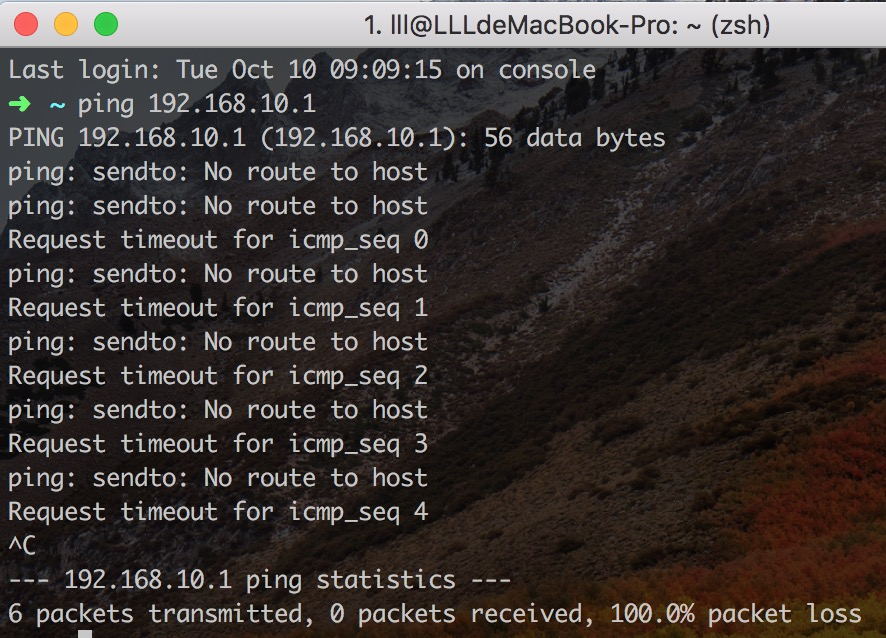 1. lll@LLLdeMacBook-Pro: ~ (zsh)
Last login: Tue Oct 10 09:09:15 on console
➜ ~ ping 192.168.10.1
PING 192.168.10.1 (192.168.10.1): 56 data bytes
ping: sendto: No route to host
ping: sendto: No route to host
Request timeout for icmp_seq 0
ping: sendto: No route to host
Request timeout for icmp_seq 1
ping: sendto: No route to host
Request timeout for icmp_seq 2
ping: sendto: No route to host
Request timeout for icmp_seq 3
ping: sendto: No route to host
Request timeout for icmp_seq 4
^C
--- 192.168.10.1 ping statistics ---
6 packets transmitted, 0 packets received, 100.0% packet loss